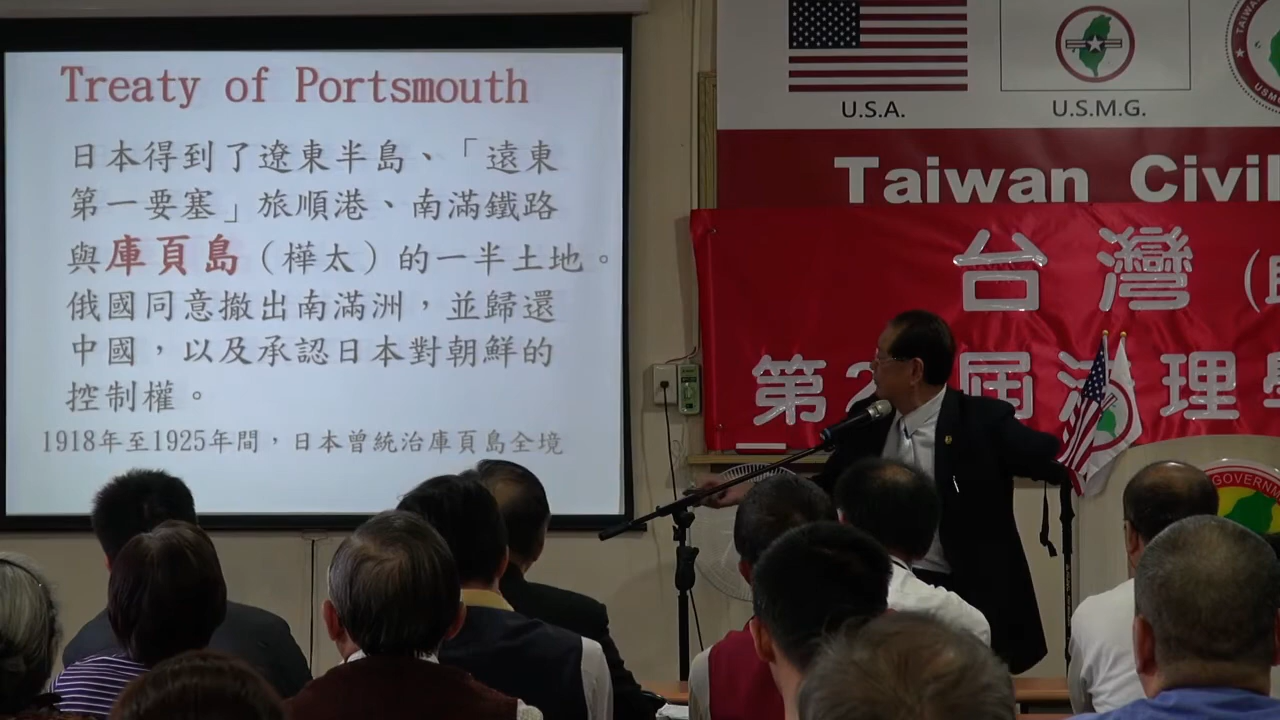 Treaty of Portsmouth
日本得到了遼東半島、「遠東
第一要塞」旅順港、南滿鐵路
與庫頁島（樺太）的一半土地。
俄國同意撤出南滿洲，並歸還
中國，以及承認日本對朝鮮的
控制權。
1918年至1925年間，日本曾統治庫頁島全境
U.S.A.
U.S.M.G.
TAIWAN
USMG
Taiwan Civil
台灣（
第2 屆法理學
GOVERNM